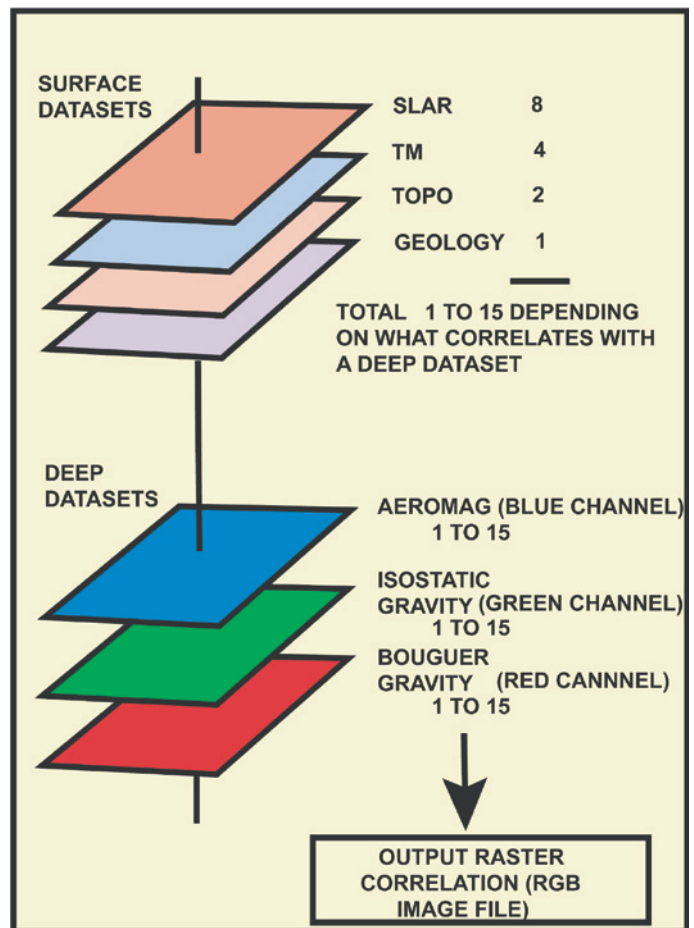 SURFACE
DATASETS
SLAR 8
TM 4
TOPO 2
GEOLOGY 1
TOTAL 1 TO 15 DEPENDING
ON WHAT CORRELATES WITH
A DEEP DATASET
DEEP
DATASETS
AEROMAG (BLUE CHANNEL)
1 TO 15
ISOSTATIC
GRAVITY (GREEN CHANNEL)
1 TO 15
BOUGUER
GRAVITY (RED CANNNEL)
1 TO 15
OUTPUT RASTER
CORRELATION (RGB
IMAGE FILE)